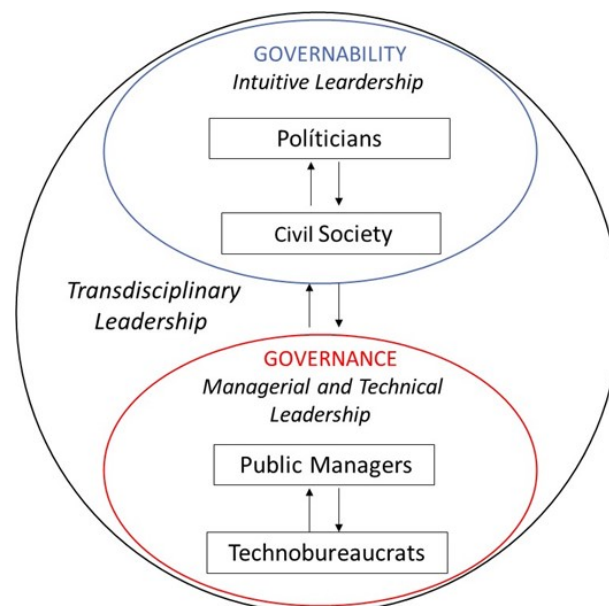 GOVERNABILITY
Intuitive Leardership
Políticians
Civil Society
Transdisciplinary
Leadership
GOVERNANCE
Managerial and Technical
Leadership
Public Managers
Technobureaucrats